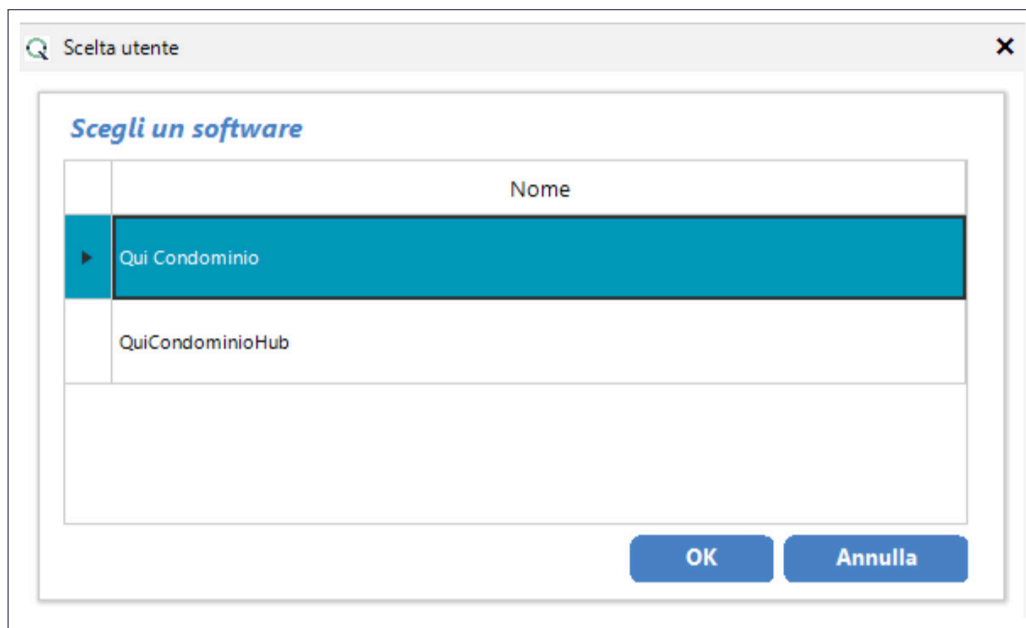 Scelta utente
Scegli un software
Nome
Qui Condominio
QuiCondominioHub
OK
Annulla